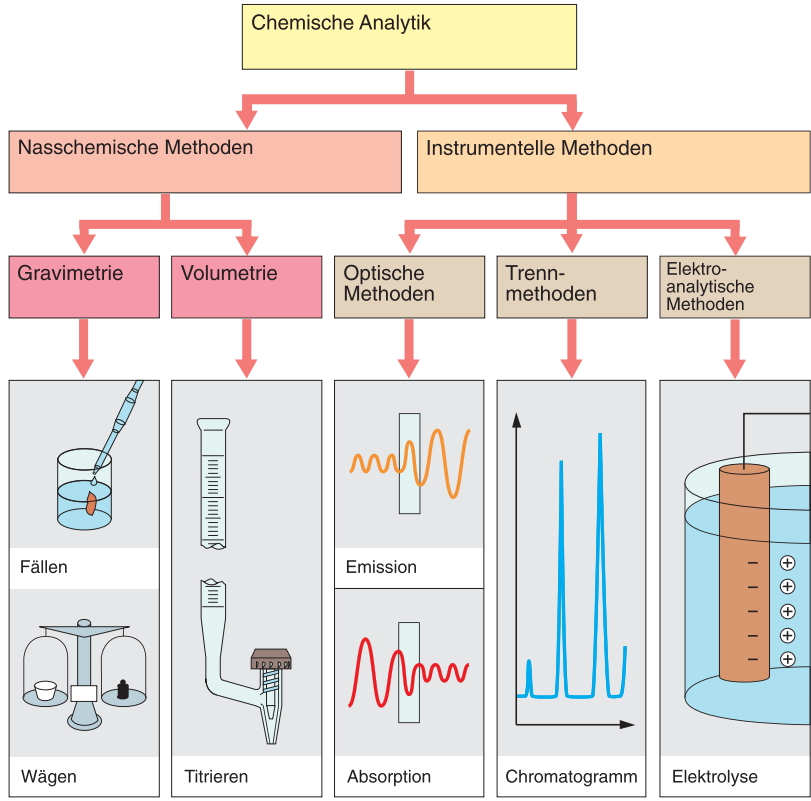 Chemische Analytik
Nasschemische Methoden
Instrumentelle Methoden
Gravimetrie
Volumetrie
Optische
Methoden
Trenn-
methoden
Elektro-
analytische
Methoden
Fällen
Emission
Wägen
Titrieren
Absorption
Chromatogramm
Elektrolyse